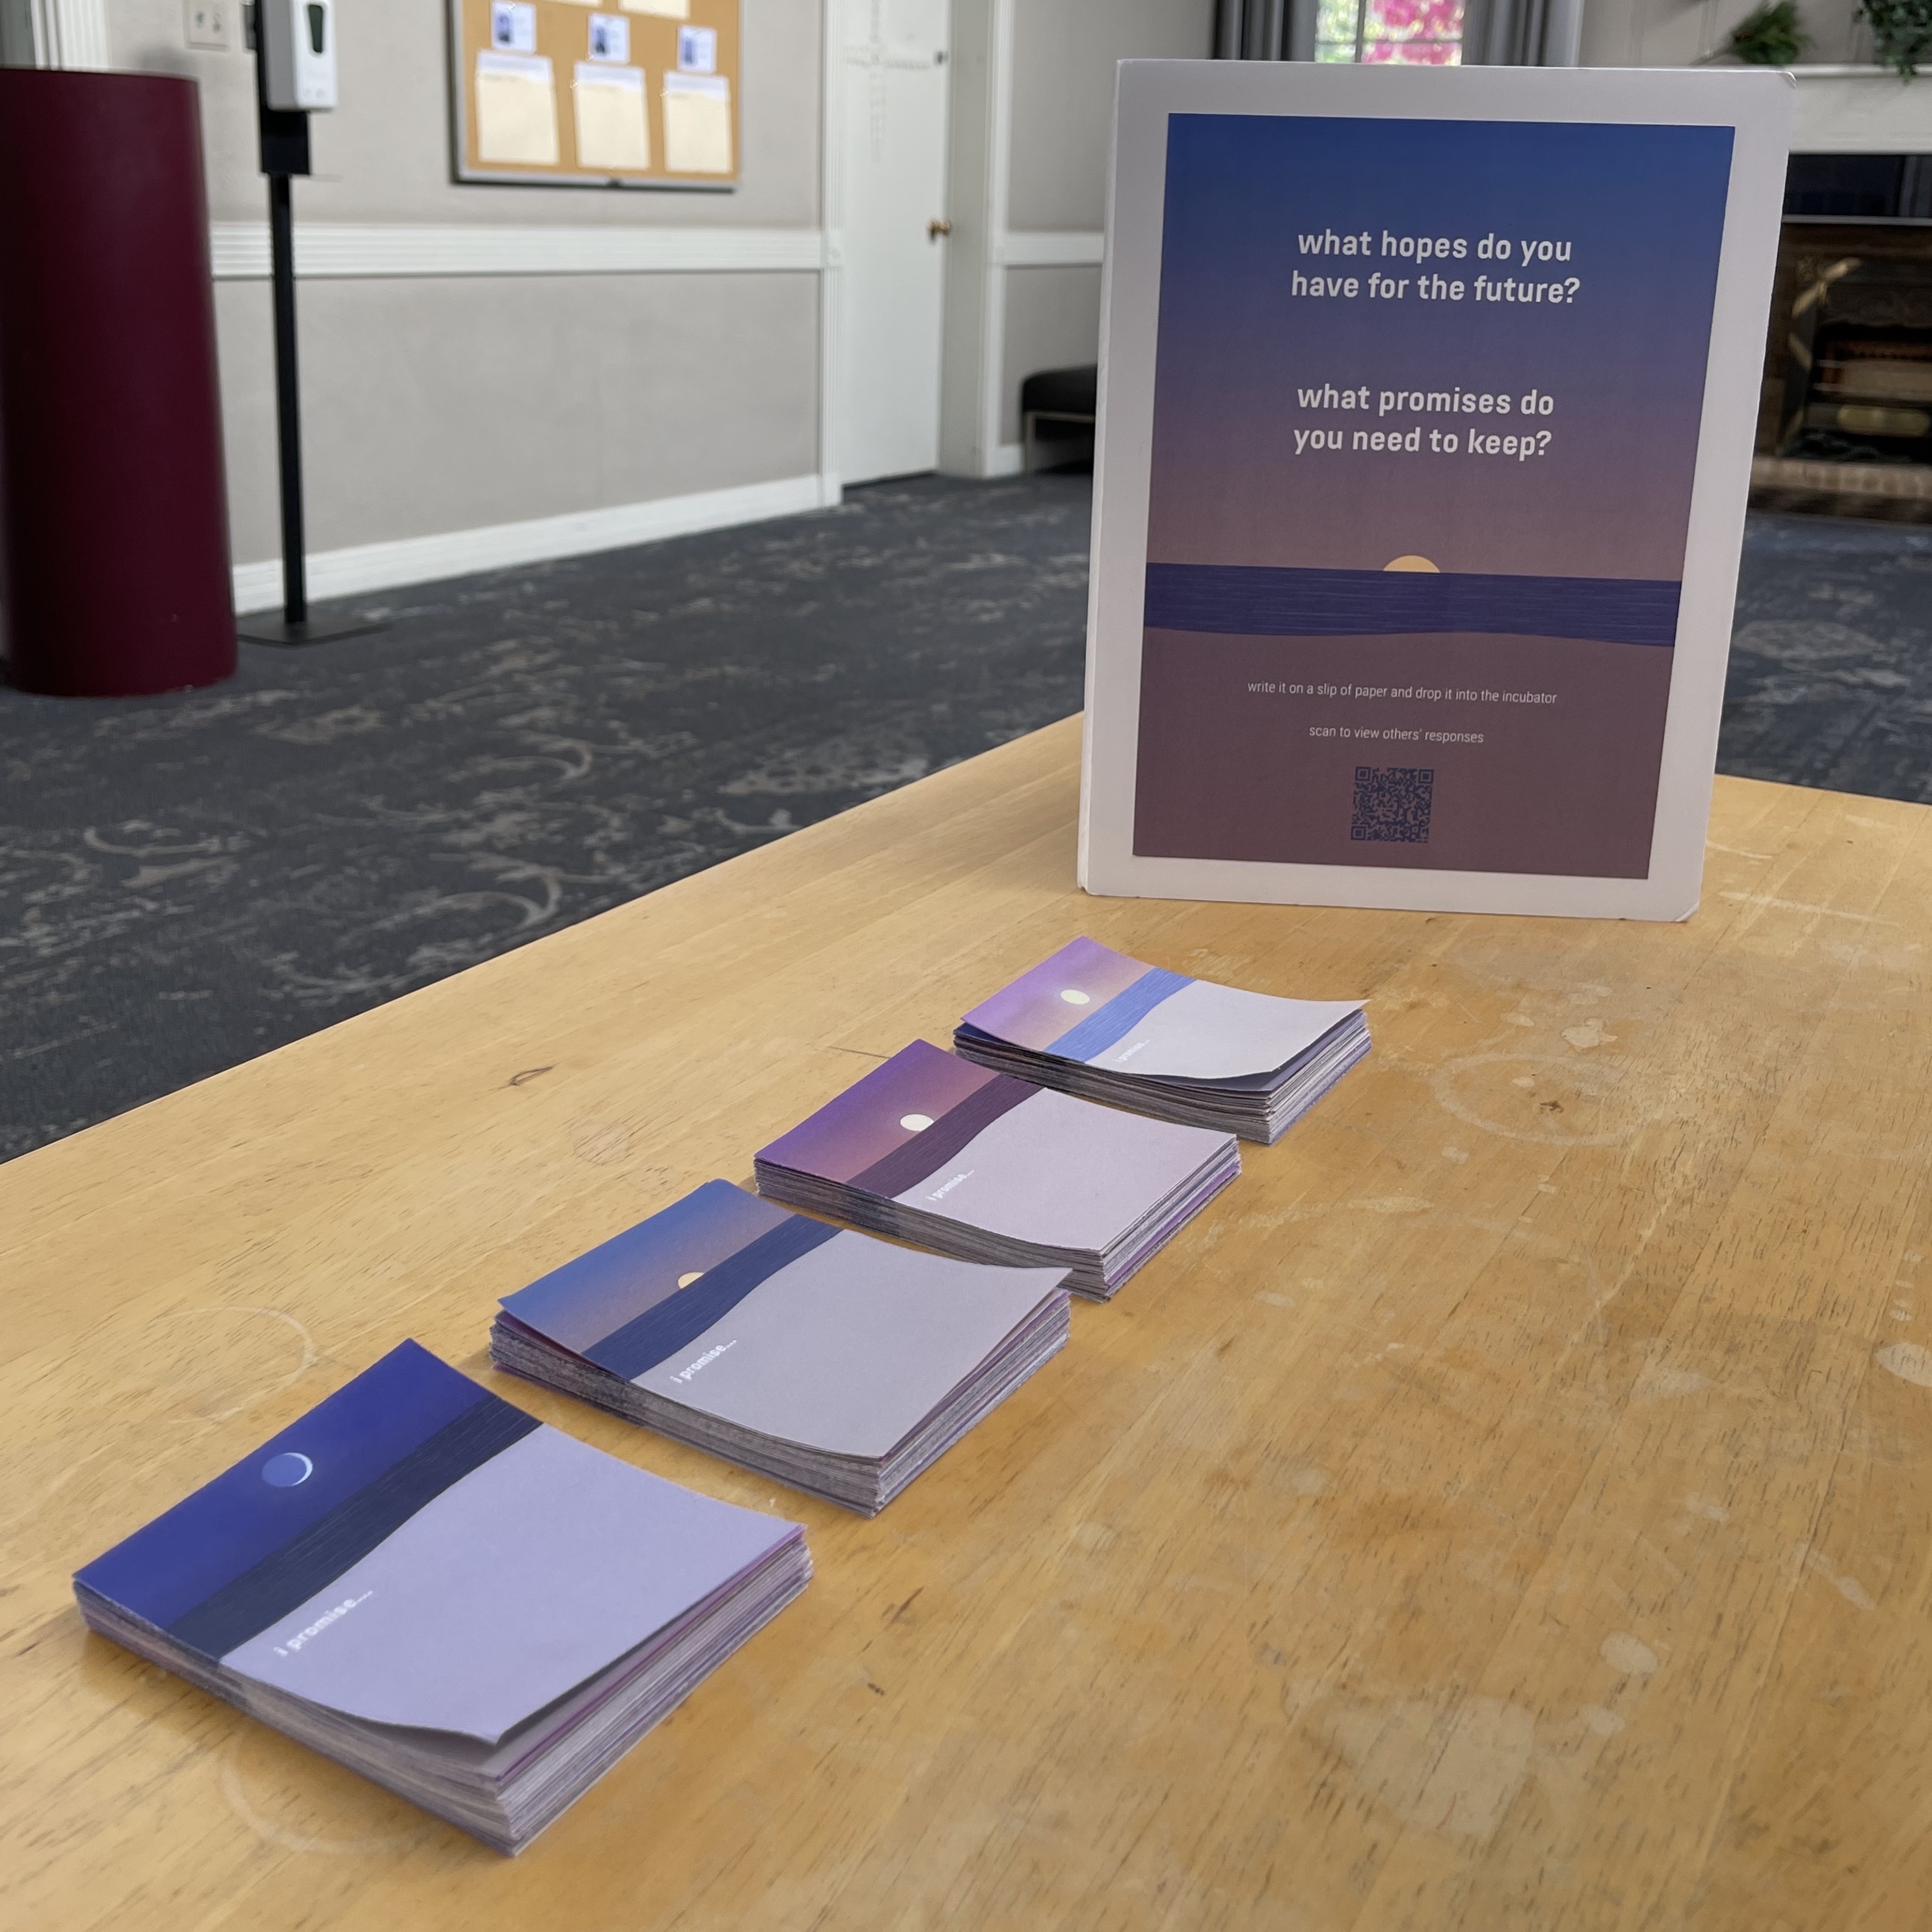 what hopes do you
have for the future?
what promises do
you need to keep?
write it on a slip of paper and drop it into the incubator
scan to view others' responses
i promise...
i promise...
i promise...
i promise...